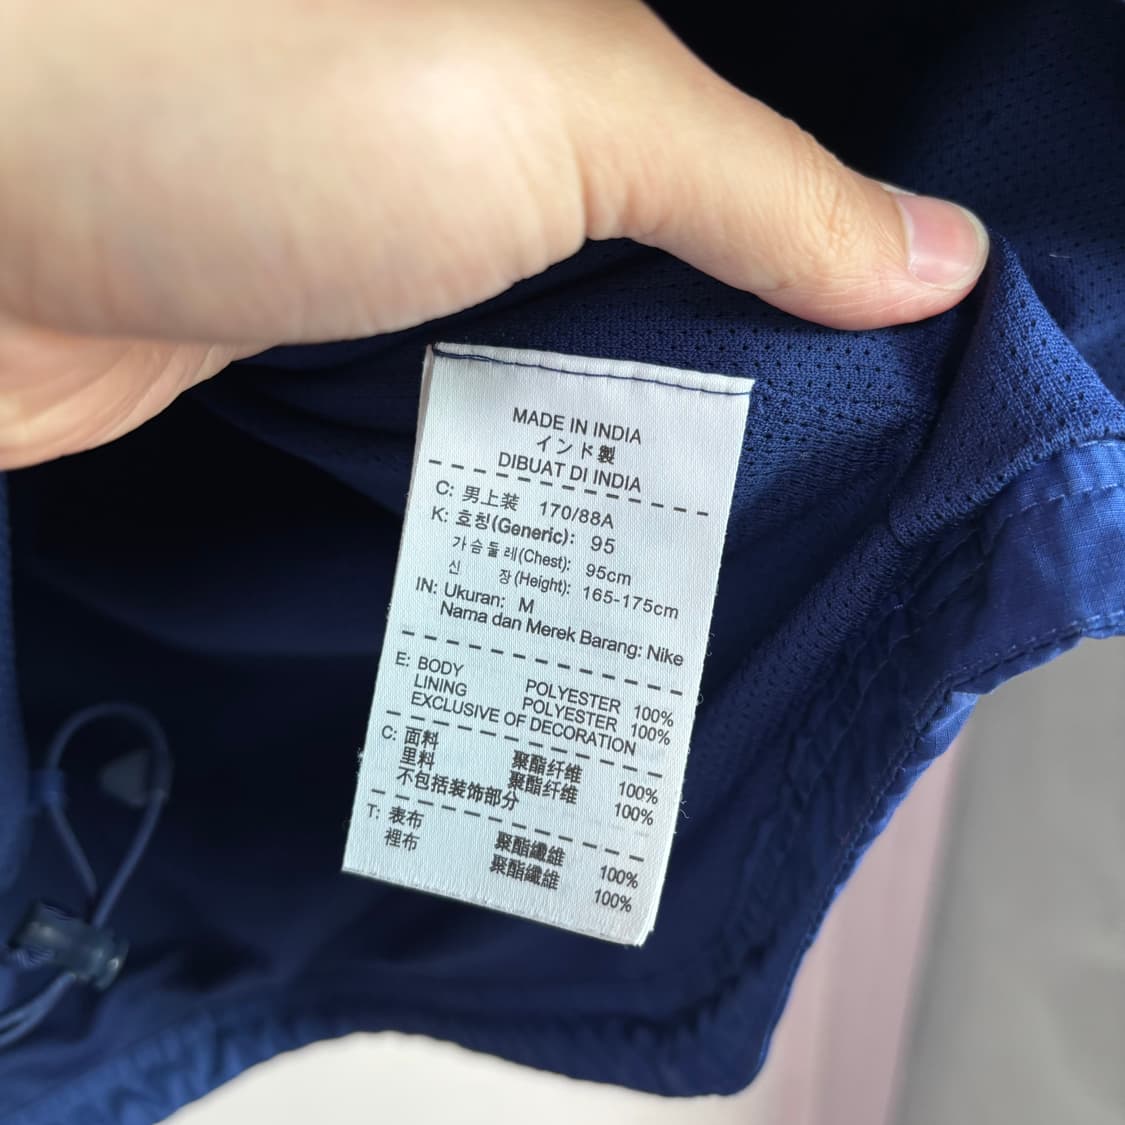 MADE IN INDIA
インド製
DIBUAT DI INDIA
C: 男上装 170/88A
K: 호칭(Generic): 95
가슴둘레(Chest): 95cm
신 장(Height): 165-175cm
IN: Ukuran: M
Nama dan Merek Barang: Nike
E: BODY POLYESTER 100%
LINING POLYESTER 100%
EXCLUSIVE OF DECORATION
C: 面料 聚酯纤维 100%
里料 聚酯纤维 100%
不包括装饰部分
T: 表布 聚酯纖維 100%
裡布 聚酯纖維 100%